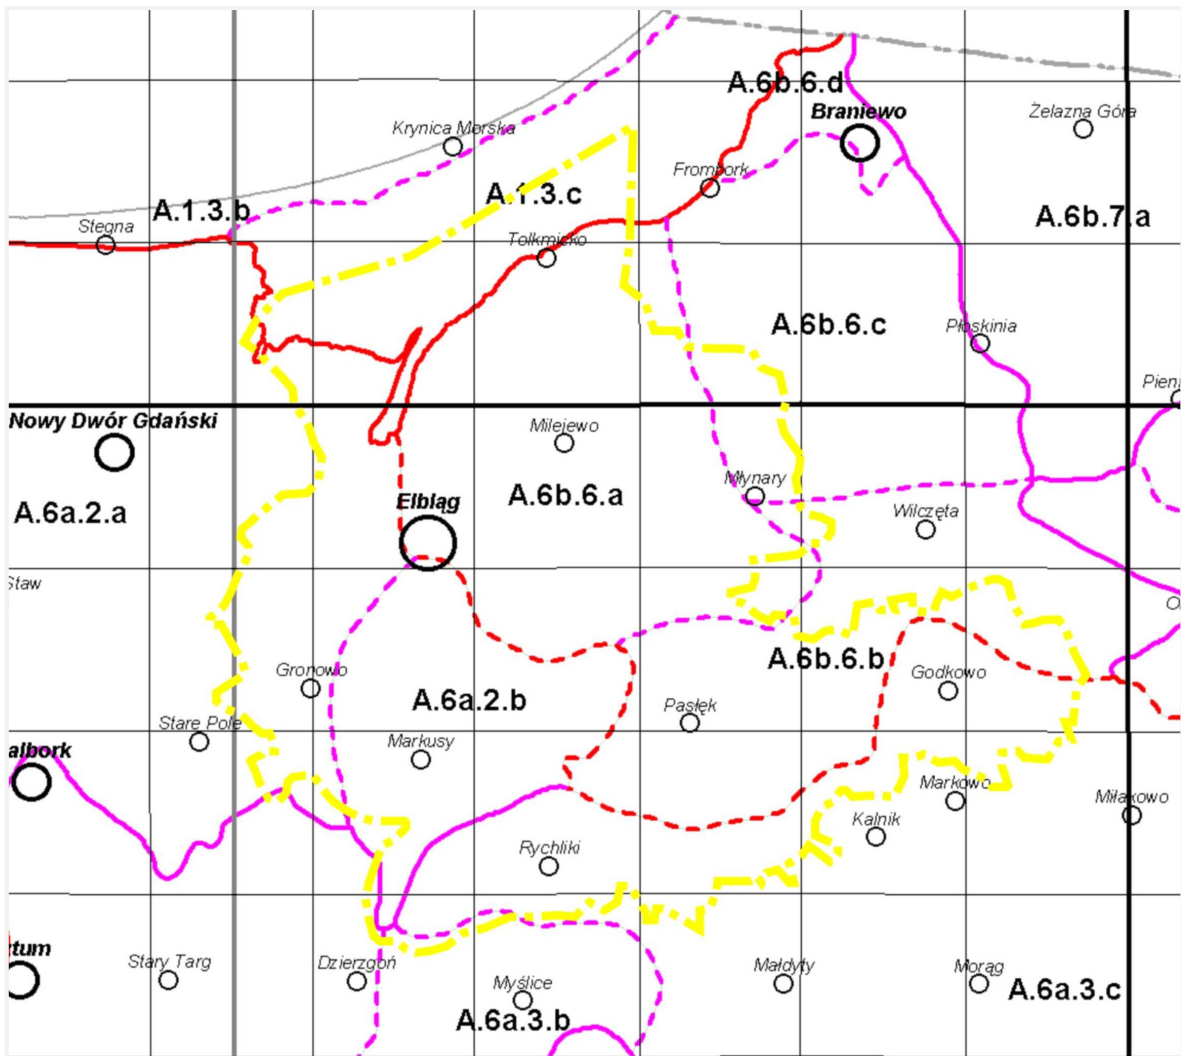 A.6b.6.d
Braniewo
Żelazna Góra
Krynica Morska
Frombork
A.1.3.b
A.1.3.c
A.6b.7.a
Stegna
Tolkmicko
A.6b.6.c
Płoskinia
Pieni
Nowy Dwór Gdański
Milejewo
Młynary
A.6a.2.a
Elbląg
A.6b.6.a
Wilczęta
Staw
O
A.6b.6.b
Gronowo
Godkowo
A.6a.2.b
Pasłęk
Stare Pole
Markusy
albork
Markowo
Miłakowo
Kalnik
Rychliki
tum
Stary Targ
Dzierzgoń
Myślice
Małdyty
Morąg
A.6a.3.c
A.6a.3.b